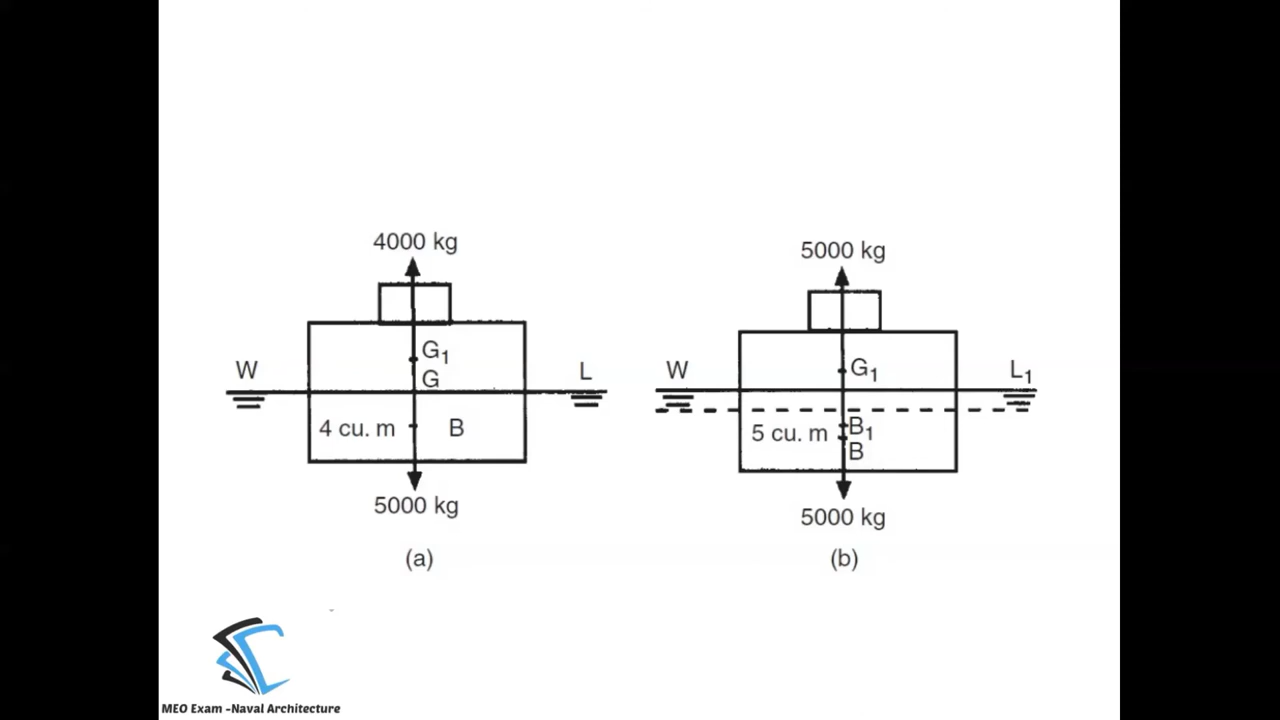 4000 kg
G₁
G
W
L
4 cu. m
B
5000 kg
(a)
5000 kg
G₁
W
L₁
5 cu. m
B₁
B
5000 kg
(b)
MEO Exam -Naval Architecture